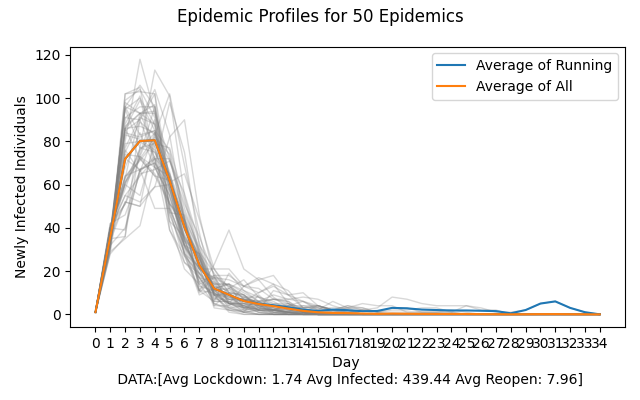 Epidemic Profiles for 50 Epidemics
120
100
80
60
40
20
0
Newly Infected Individuals
Average of Running
Average of All
0 1 2 3 4 5 6 7 8 9 10 11 12 13 14 15 16 17 18 19 20 21 22 23 24 25 26 27 28 29 30 31 32 33 34
Day
DATA:[Avg Lockdown: 1.74 Avg Infected: 439.44 Avg Reopen: 7.96]